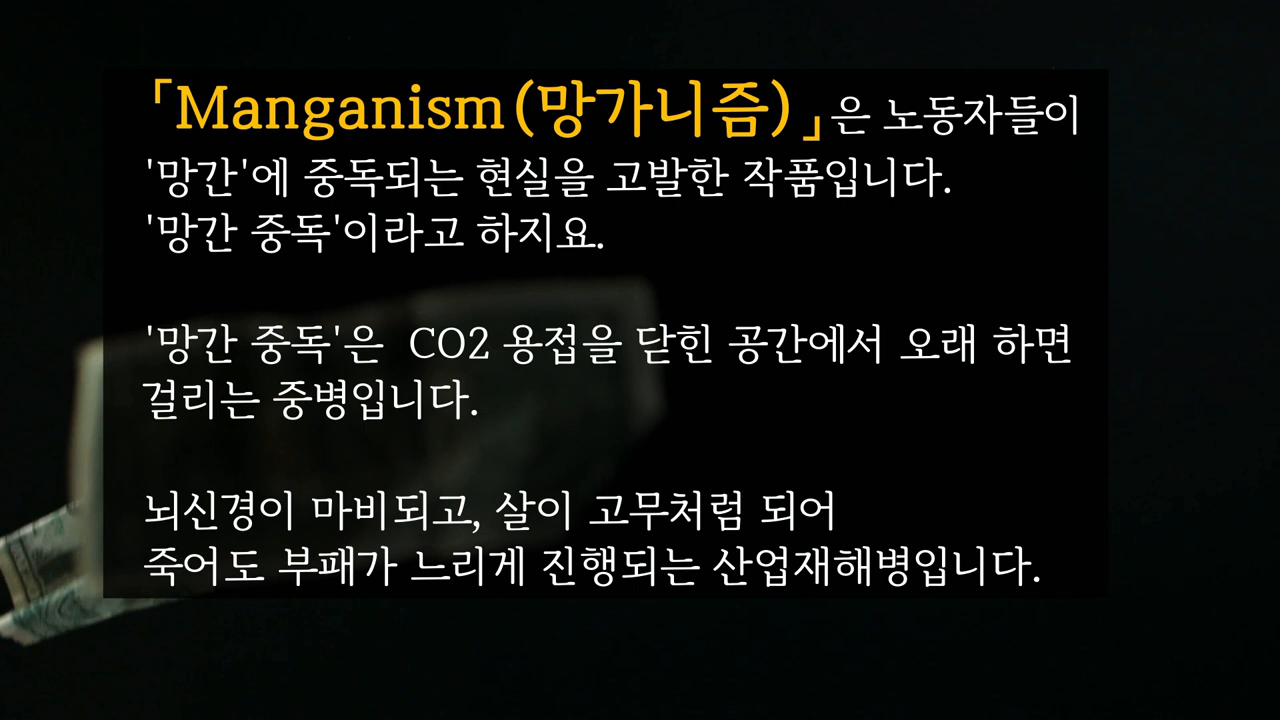 「Manganism(망가니즘)」은 노동자들이
'망간'에 중독되는 현실을 고발한 작품입니다.
'망간 중독'이라고 하지요.
'망간 중독'은 CO2 용접을 닫힌 공간에서 오래 하면
걸리는 중병입니다.
뇌신경이 마비되고, 살이 고무처럼 되어
죽어도 부패가 느리게 진행되는 산업재해병입니다.